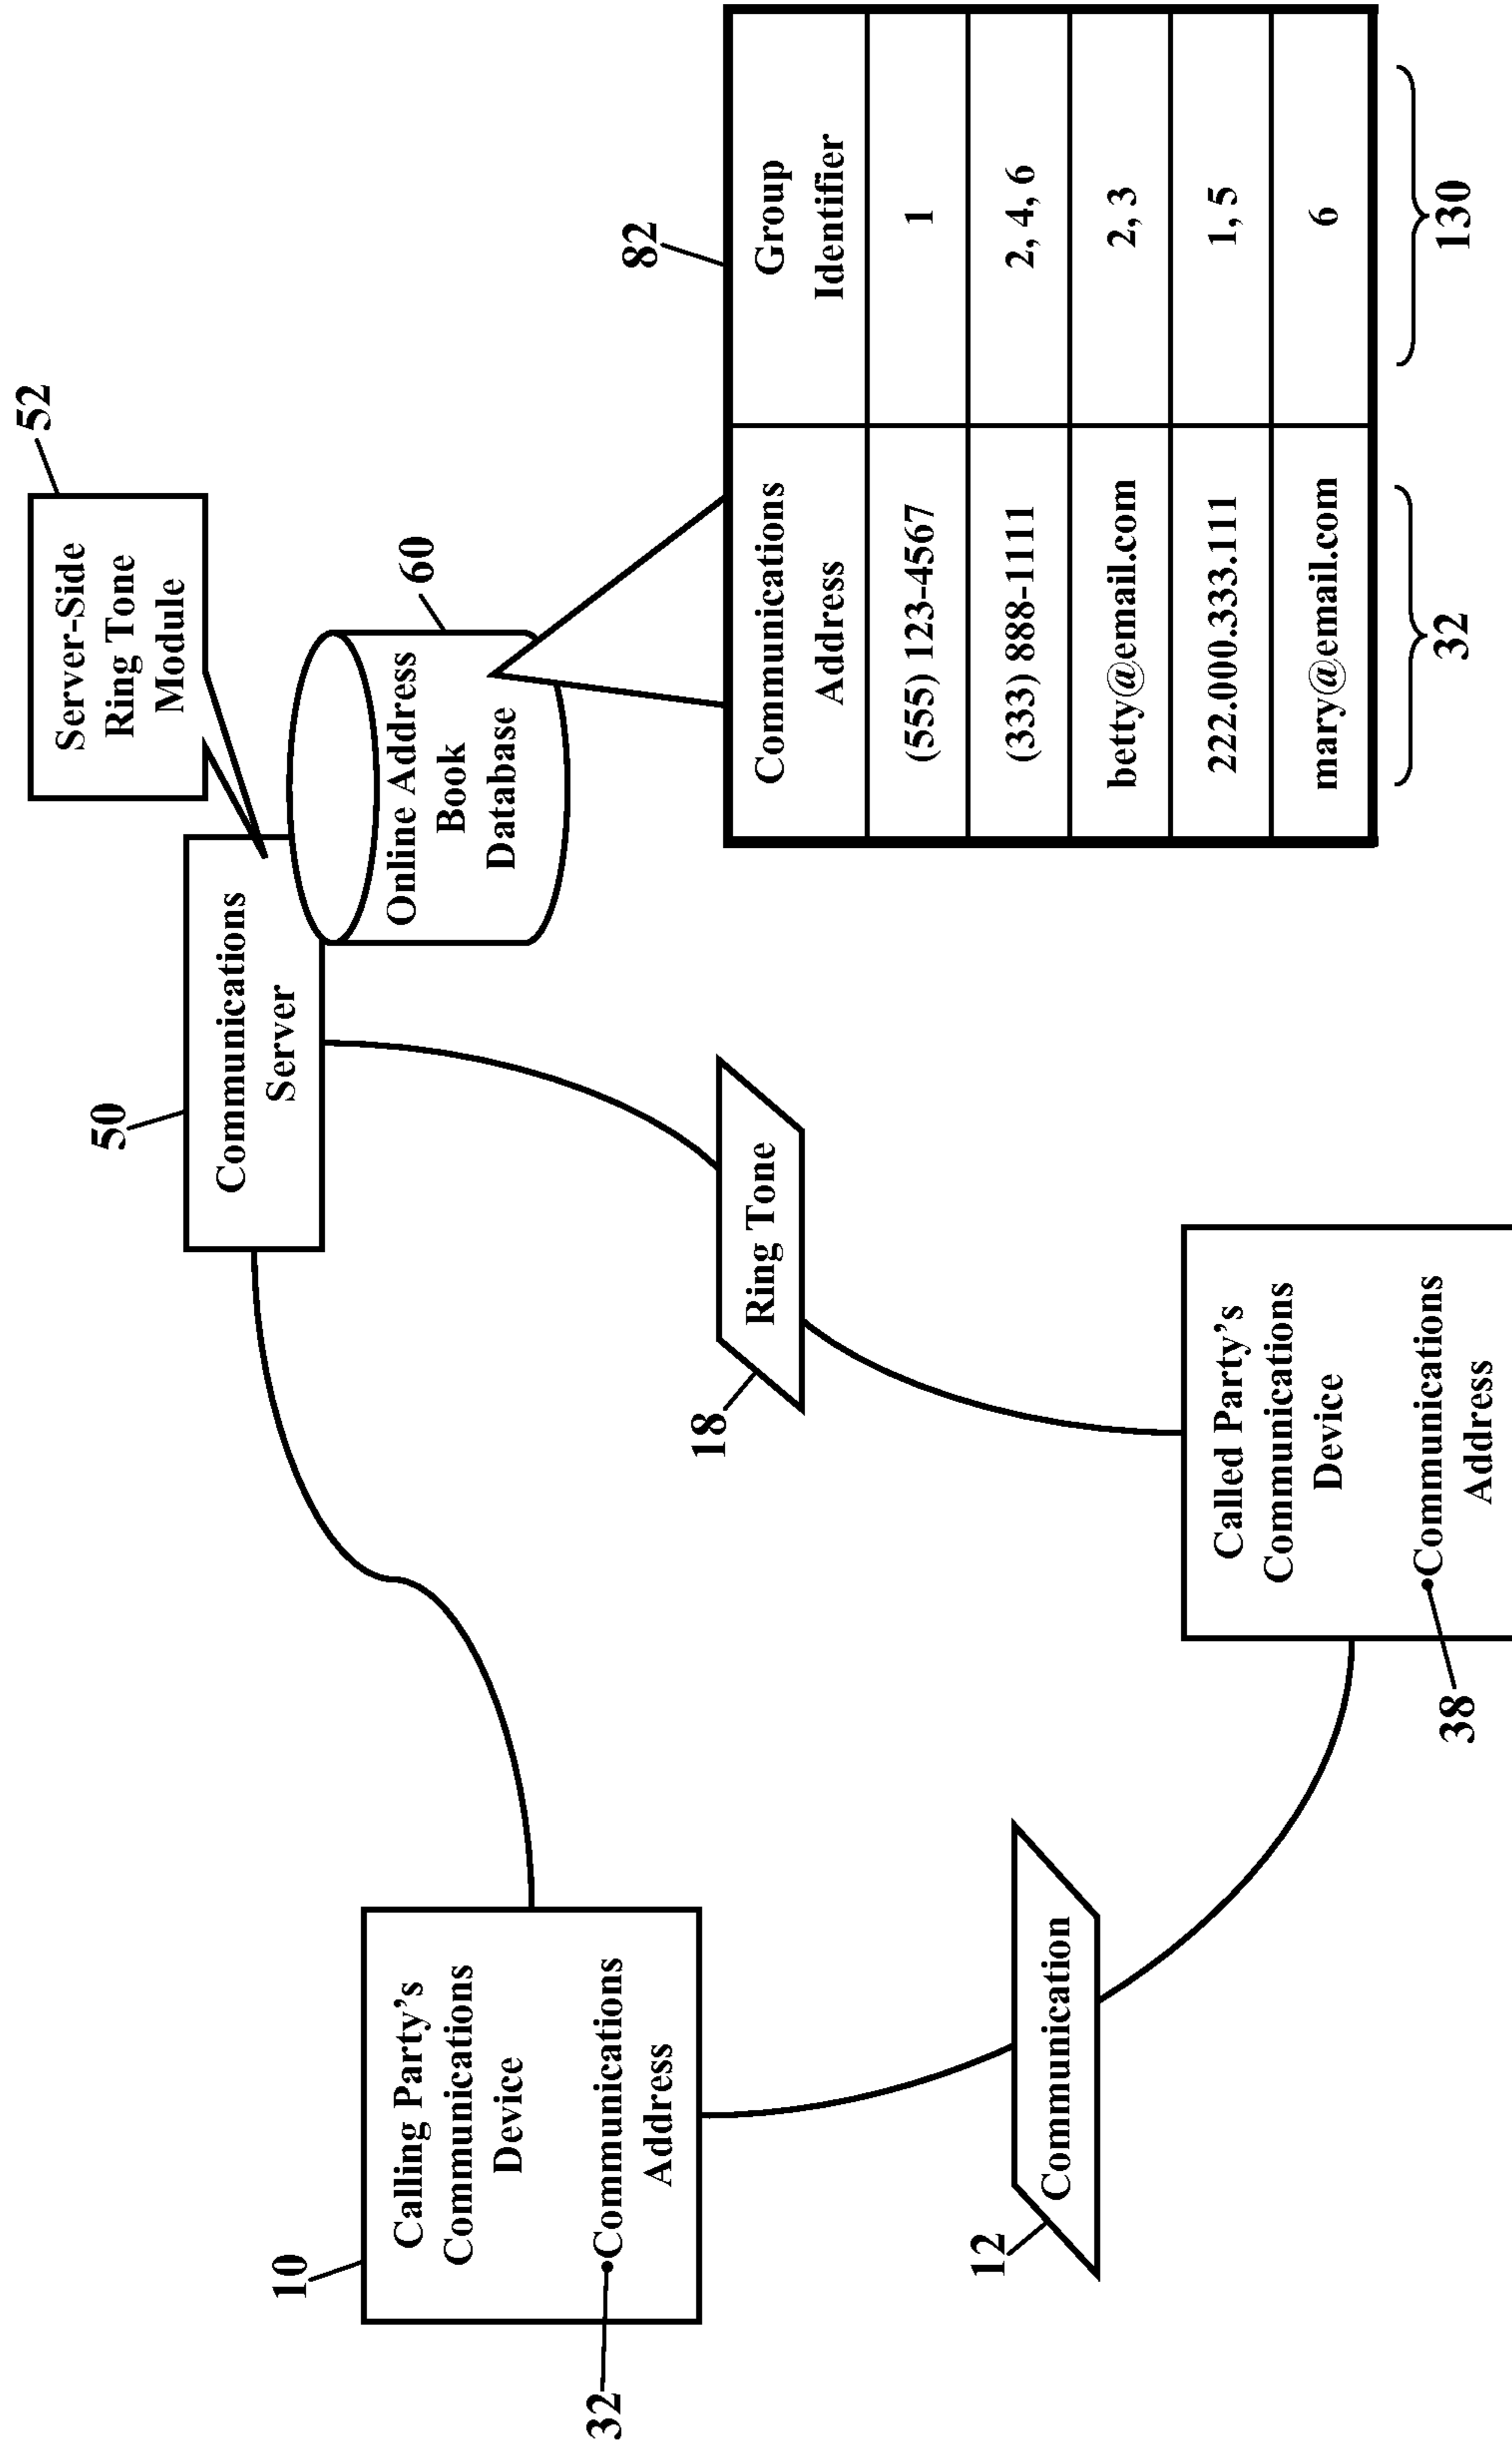 52
Server-Side
Ring Tone
Module
50
Communications
Server
Online Address
Book
Database
60
82
Communications
Address
Group
Identifier
(555) 123-4567
1
(333) 888-1111
2, 4, 6
betty@email.com
2, 3
222.000.333.111
1, 5
mary@email.com
6
32
130
10
Calling Party's
Communications
Device
Communications
Address
32
18
Ring Tone
12
Communication
Called Party's
Communications
Device
Communications
Address
38